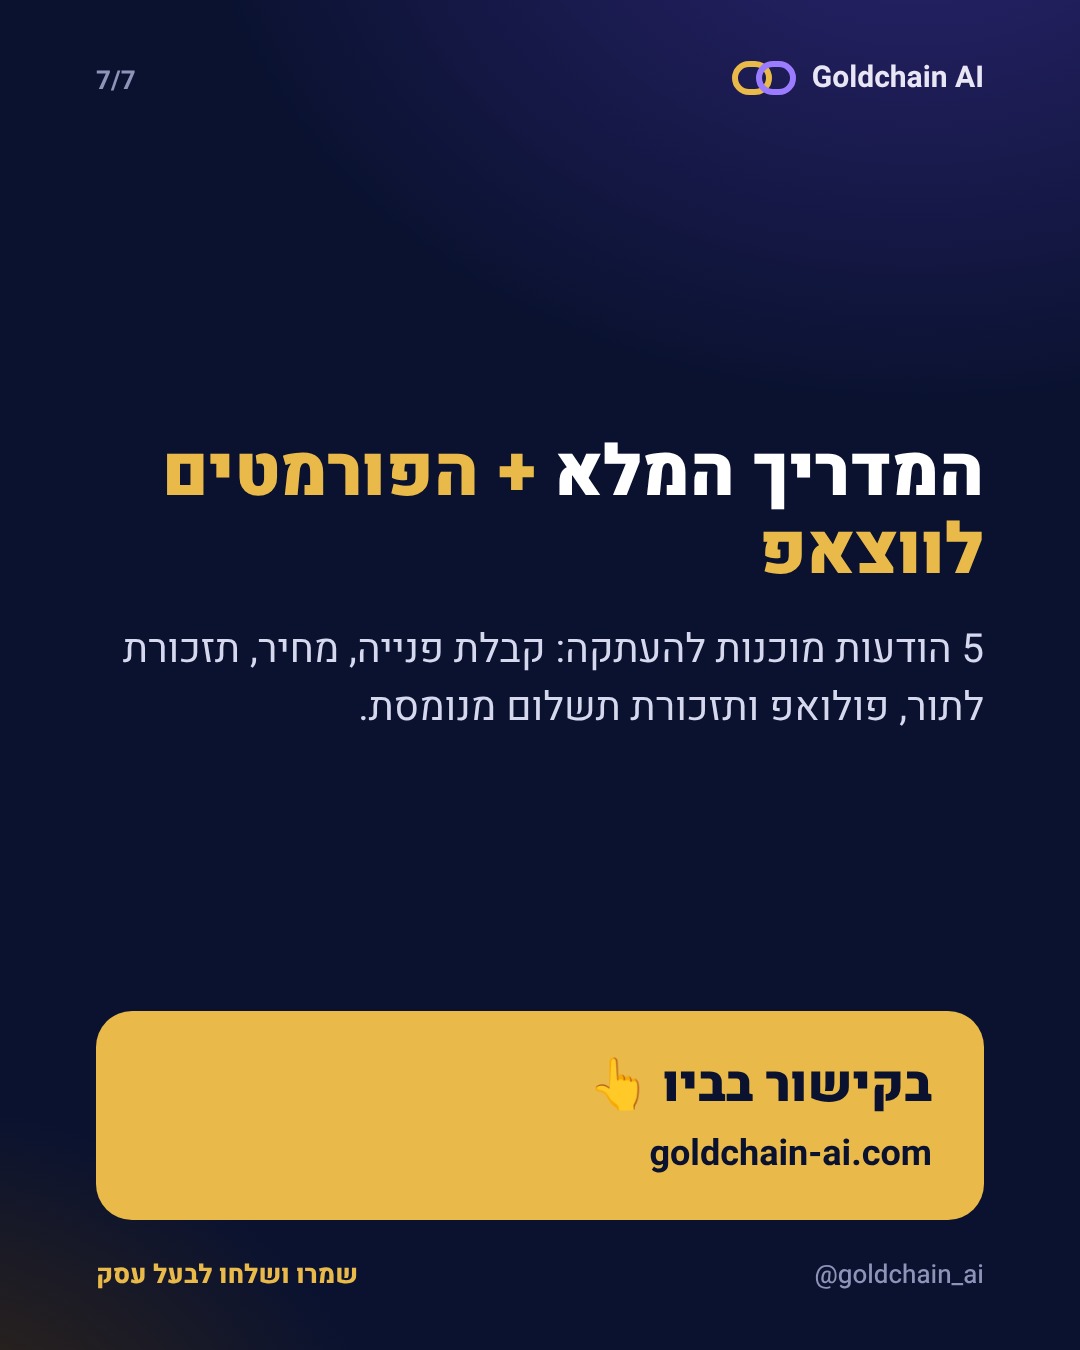 Goldchain AI
7/7
המדריך המלא + הפורמטים
לווצאפ
5 הודעות מוכנות להעתקה: קבלת פנייה, מחיר, תזכורת
לתור, פולואפ ותזכורת תשלום מנומסת.
בקישור בביו 👆
goldchain-ai.com
@goldchain_ai
שמרו ושלחו לבעל עסק